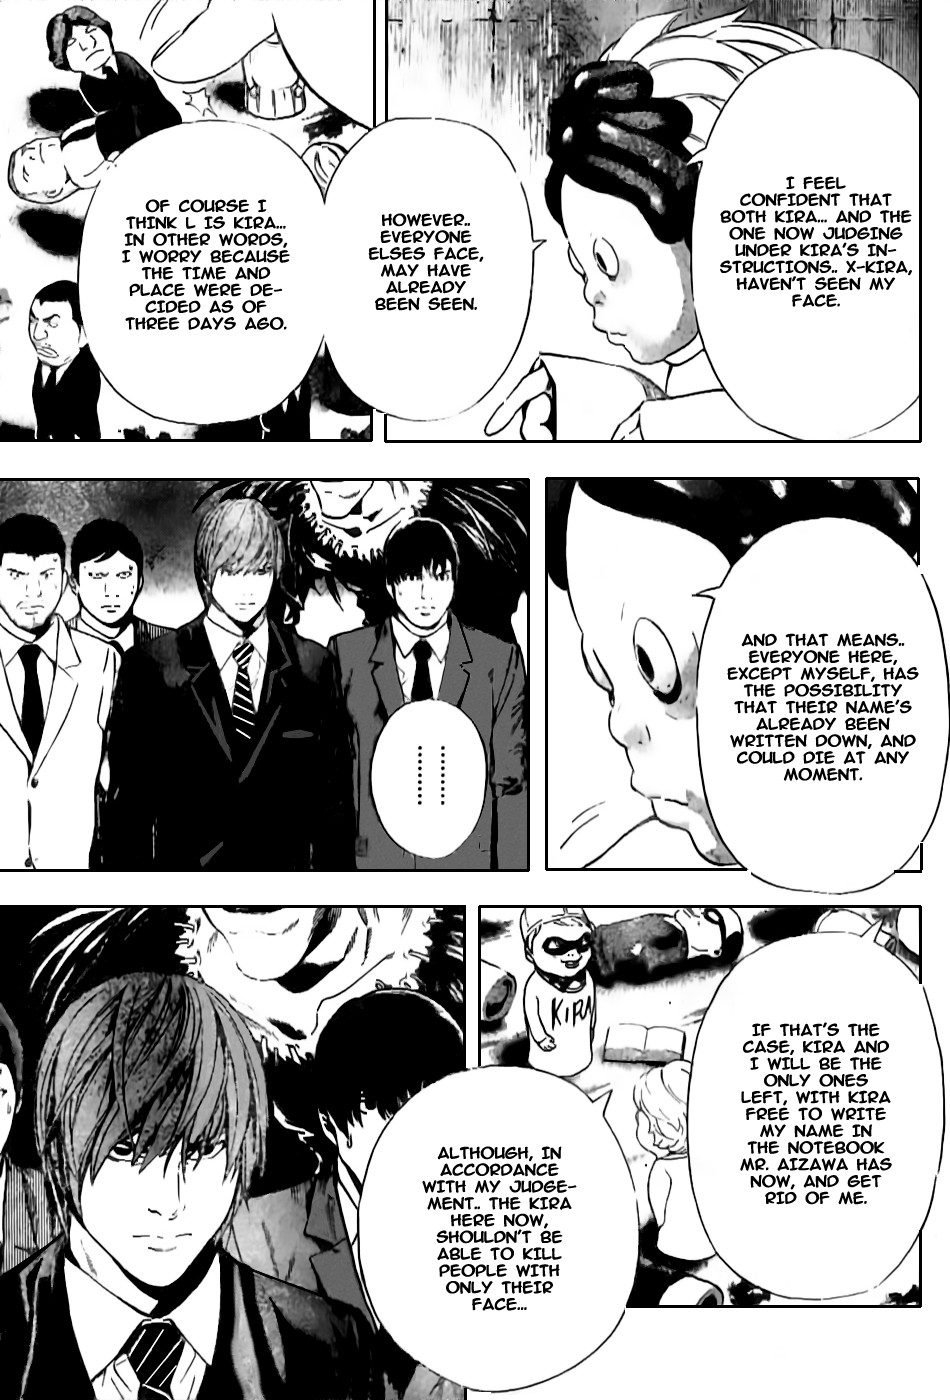 I FEEL
CONFIDENT THAT
BOTH KIRA... AND THE
ONE NOW JUDGING
UNDER KIRA'S IN-
STRUCTIONS.. X-KIRA,
HAVEN'T SEEN MY
FACE.
HOWEVER..
EVERYONE
ELSES FACE,
MAY HAVE
ALREADY
BEEN SEEN.
OF COURSE I
THINK L IS KIRA...
IN OTHER WORDS,
I WORRY BECAUSE
THE TIME AND
PLACE WERE DE-
CIDED AS OF
THREE DAYS AGO.
AND THAT MEANS..
EVERYONE HERE,
EXCEPT MYSELF, HAS
THE POSSIBILITY
THAT THEIR NAME'S
ALREADY BEEN
WRITTEN DOWN, AND
COULD DIE AT ANY
MOMENT.
IF THAT'S THE
CASE, KIRA AND
I WILL BE THE
ONLY ONES
LEFT, WITH KIRA
FREE TO WRITE
MY NAME IN
THE NOTEBOOK
MR. AIZAWA HAS
NOW, AND GET
RID OF ME.
KIRA
ALTHOUGH, IN
ACCORDANCE
WITH MY JUDGE-
MENT.. THE KIRA
HERE NOW,
SHOULDN'T BE
ABLE TO KILL
PEOPLE WITH
ONLY THEIR
FACE...